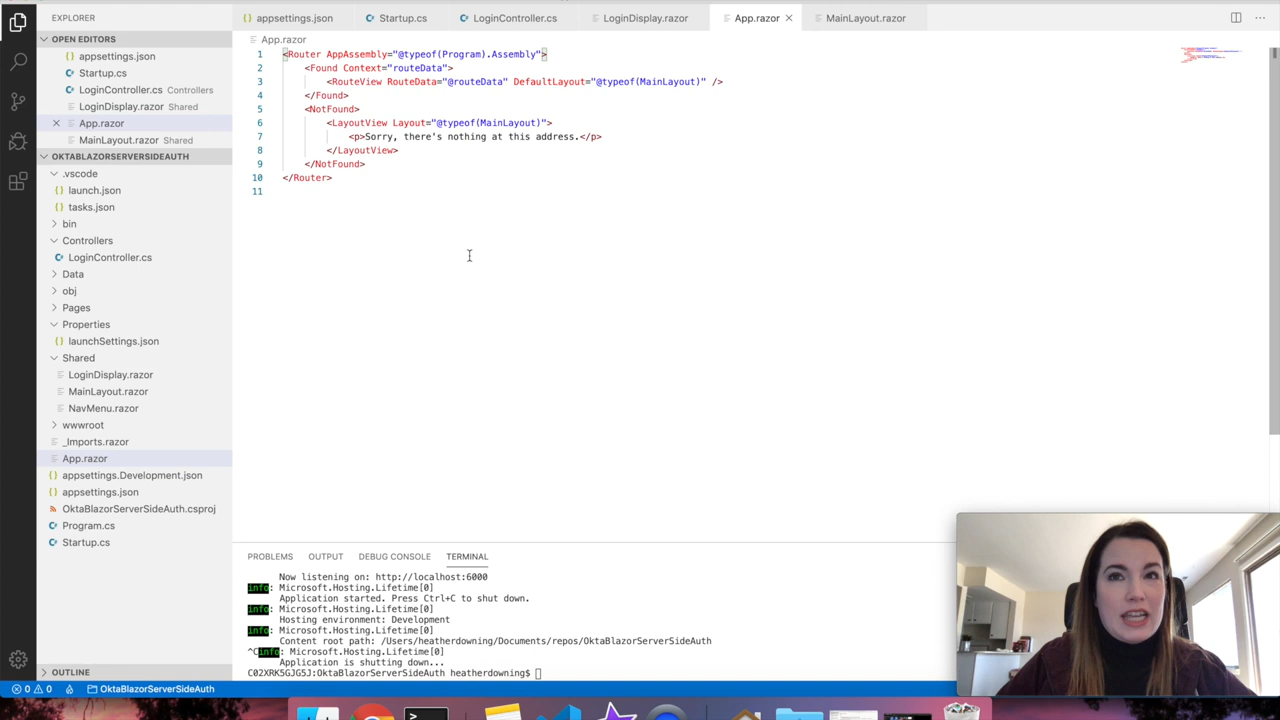 EXPLORER
OPEN EDITORS
appsettings.json
Startup.cs
LoginController.cs Controllers
LoginDisplay.razor Shared
App.razor
MainLayout.razor Shared
OKTABLAZORSERVERSIDEAUTH
.vscode
launch.json
tasks.json
bin
Controllers
LoginController.cs
Data
obj
Pages
Properties
launchSettings.json
Shared
LoginDisplay.razor
MainLayout.razor
NavMenu.razor
wwwroot
_Imports.razor
App.razor
appsettings.Development.json
appsettings.json
OktaBlazorServerSideAuth.csproj
Program.cs
Startup.cs
OUTLINE
appsettings.json Startup.cs LoginController.cs LoginDisplay.razor App.razor MainLayout.razor
App.razor
1 <Router AppAssembly="@typeof(Program).Assembly">
2 <Found Context="routeData">
3 <RouteView RouteData="@routeData" DefaultLayout="@typeof(MainLayout)" />
4 </Found>
5 <NotFound>
6 <LayoutView Layout="@typeof(MainLayout)">
7 <p>Sorry, there's nothing at this address.</p>
8 </LayoutView>
9 </NotFound>
10 </Router>
11
PROBLEMS OUTPUT DEBUG CONSOLE TERMINAL
Now listening on: http://localhost:6000
info: Microsoft.Hosting.Lifetime[0]
Application started. Press Ctrl+C to shut down.
info: Microsoft.Hosting.Lifetime[0]
Hosting environment: Development
info: Microsoft.Hosting.Lifetime[0]
Content root path: /Users/heatherdowning/Documents/repos/OktaBlazorServerSideAuth
^Cinfo: Microsoft.Hosting.Lifetime[0]
Application is shutting down...
C02XRK5GJG5J:OktaBlazorServerSideAuth heatherdowning$
0 0 OktaBlazorServerSideAuth